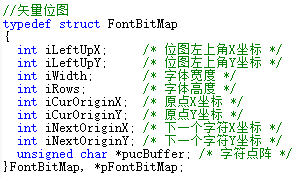 //矢量位图
typedef struct FontBitMap
{
int iLeftUpX; /* 位图左上角X坐标 */
int iLeftUpY; /* 位图左上角Y坐标 */
int iWidth; /* 字体宽度 */
int iRows; /* 字体高度 */
int iCurOriginX; /* 原点X坐标 */
int iCurOriginY; /* 原点Y坐标 */
int iNextOriginX; /* 下一个字符X坐标 */
int iNextOriginY; /* 下一个字符Y坐标 */
unsigned char *pucBuffer; /* 字符点阵 */
}FontBitMap, *pFontBitMap;